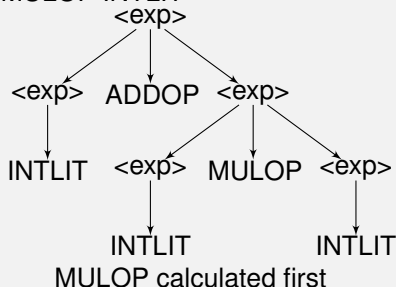 MULOP INTLIT
<exp>
<exp> ADDOP <exp>
INTLIT <exp> MULOP <exp>
INTLIT INTLIT
MULOP calculated first